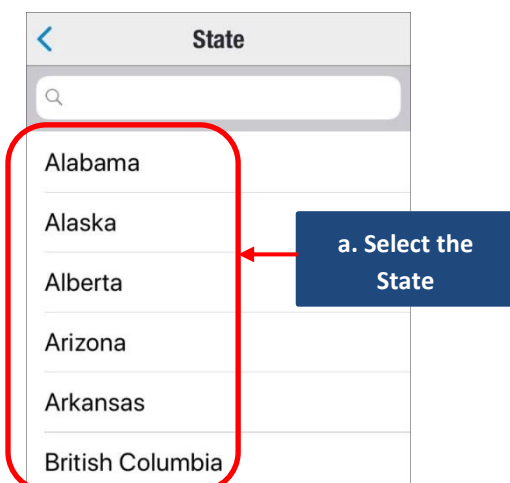 State
Alabama
Alaska
a. Select the
State
Alberta
Arizona
Arkansas
British Columbia